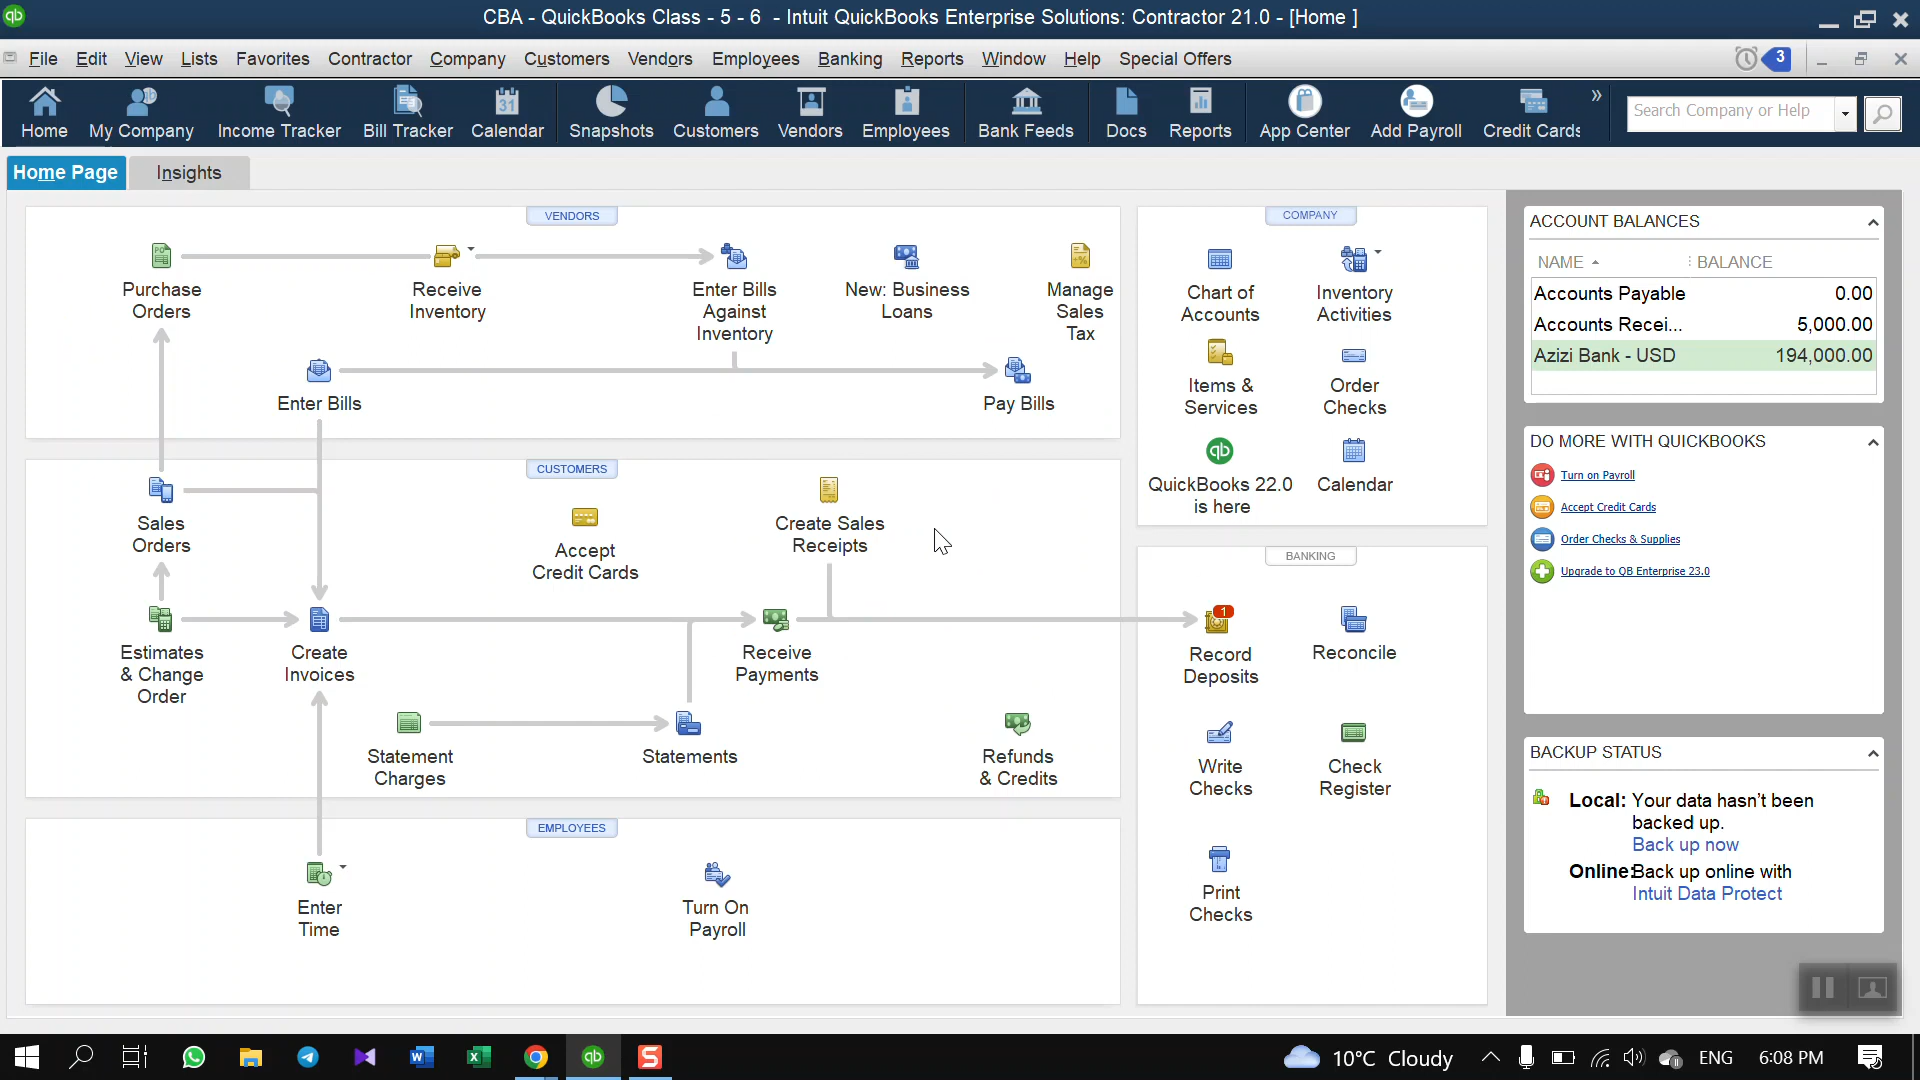 CBA - QuickBooks Class - 5 - 6  - Intuit QuickBooks Enterprise Solutions: Contractor 21.0 - [Home ]
File Edit View Lists Favorites Contractor Company Customers Vendors Employees Banking Reports Window Help Special Offers 3
Home My Company Income Tracker Bill Tracker Calendar Snapshots Customers Vendors Employees Bank Feeds Docs Reports App Center Add Payroll Credit Cards » Search Company or Help
31
Home Page Insights
VENDORS
Purchase
Orders
Receive
Inventory
Enter Bills
Against
Inventory
New: Business
Loans
Manage
Sales
Tax
Enter Bills
Pay Bills
CUSTOMERS
Sales
Orders
Accept
Credit Cards
Create Sales
Receipts
Estimates
& Change
Order
Create
Invoices
Receive
Payments
Statement
Charges
Statements
Refunds
& Credits
EMPLOYEES
Enter
Time
Turn On
Payroll
COMPANY
Chart of
Accounts
Inventory
Activities
Items &
Services
Order
Checks
qb
QuickBooks 22.0
is here
Calendar
BANKING
1
Record
Deposits
Reconcile
Write
Checks
Check
Register
Print
Checks
ACCOUNT BALANCES
NAME BALANCE
Accounts Payable 0.00
Accounts Recei... 5,000.00
Azizi Bank - USD 194,000.00
DO MORE WITH QUICKBOOKS
Turn on Payroll
Accept Credit Cards
Order Checks & Supplies
Upgrade to QB Enterprise 23.0
BACKUP STATUS
Local: Your data hasn't been
backed up.
Back up now
Online: Back up online with
Intuit Data Protect
10°C Cloudy ENG 6:08 PM